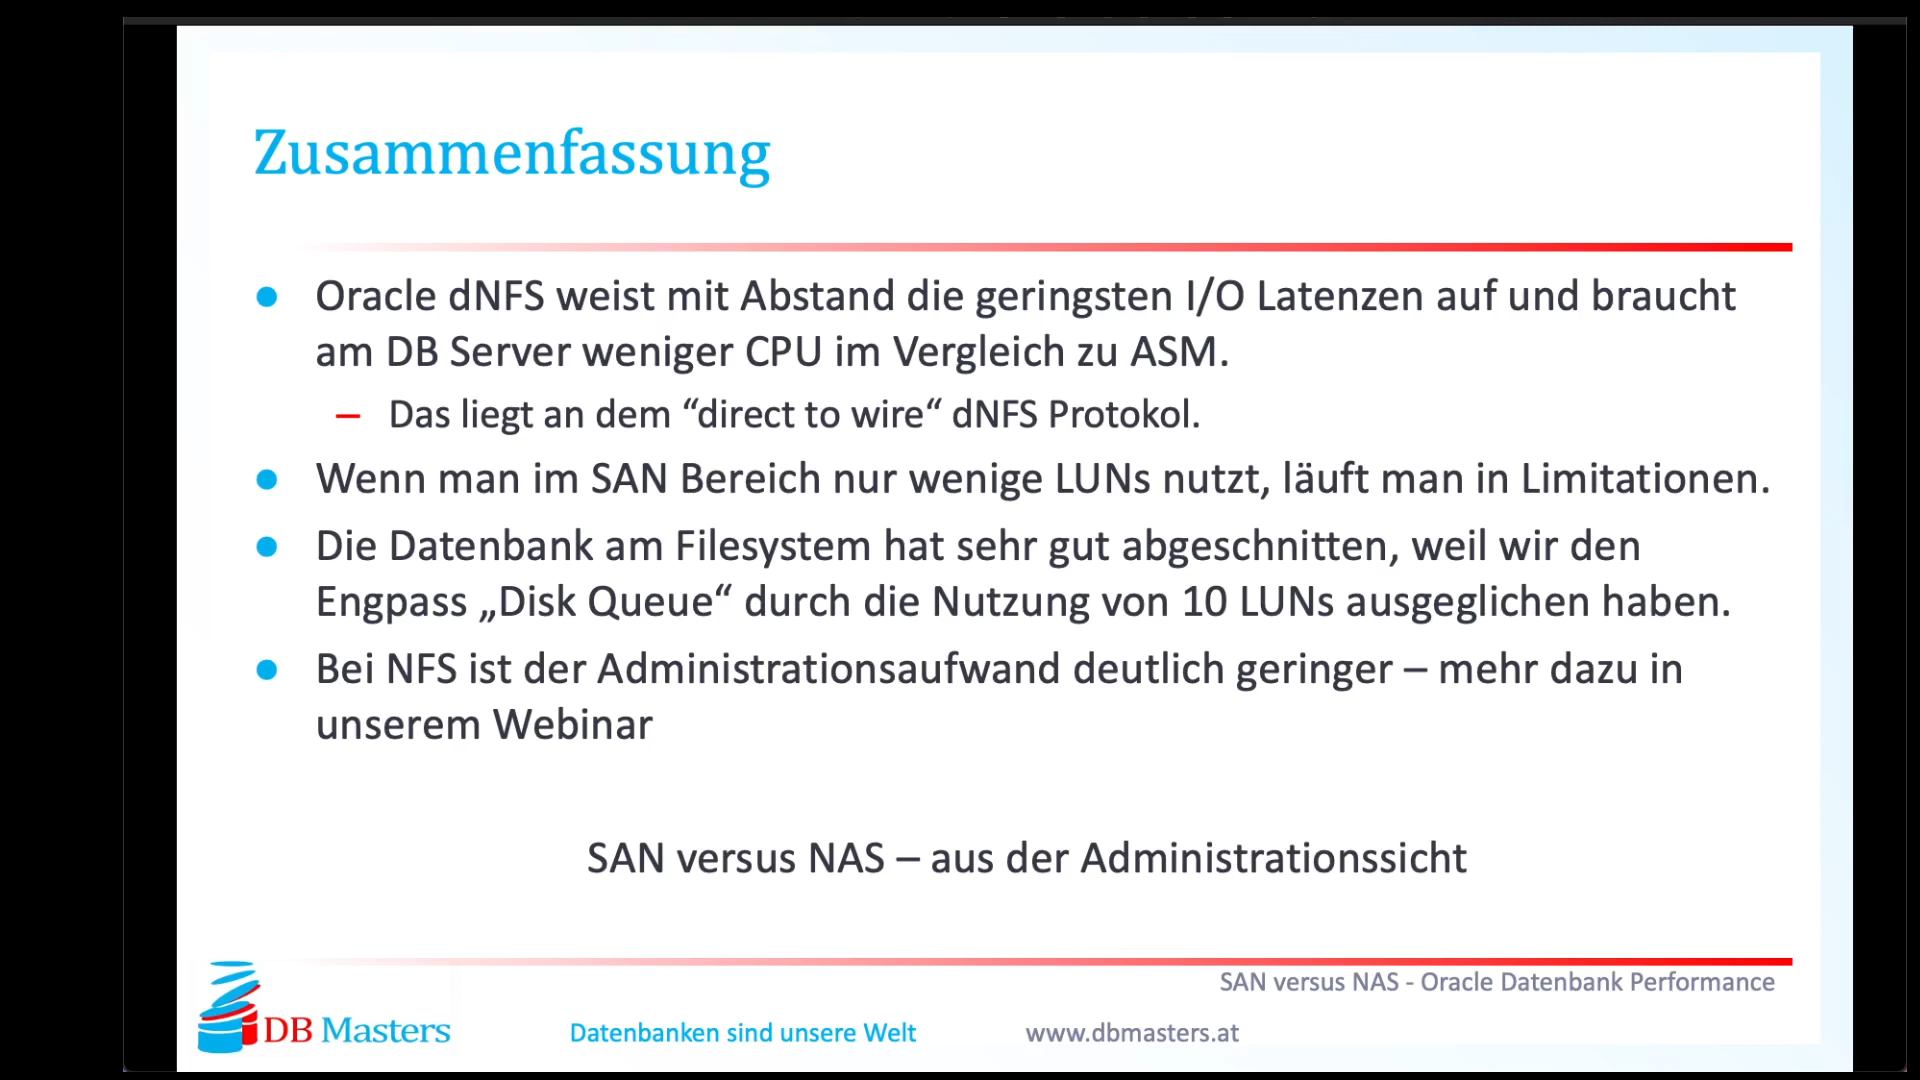 Zusammenfassung
Oracle dNFS weist mit Abstand die geringsten I/O Latenzen auf und braucht
am DB Server weniger CPU im Vergleich zu ASM.
– Das liegt an dem “direct to wire“ dNFS Protokol.
Wenn man im SAN Bereich nur wenige LUNs nutzt, läuft man in Limitationen.
Die Datenbank am Filesystem hat sehr gut abgeschnitten, weil wir den
Engpass „Disk Queue“ durch die Nutzung von 10 LUNs ausgeglichen haben.
Bei NFS ist der Administrationsaufwand deutlich geringer – mehr dazu in
unserem Webinar
SAN versus NAS – aus der Administrationssicht
SAN versus NAS - Oracle Datenbank Performance
DB Masters
Datenbanken sind unsere Welt
www.dbmasters.at